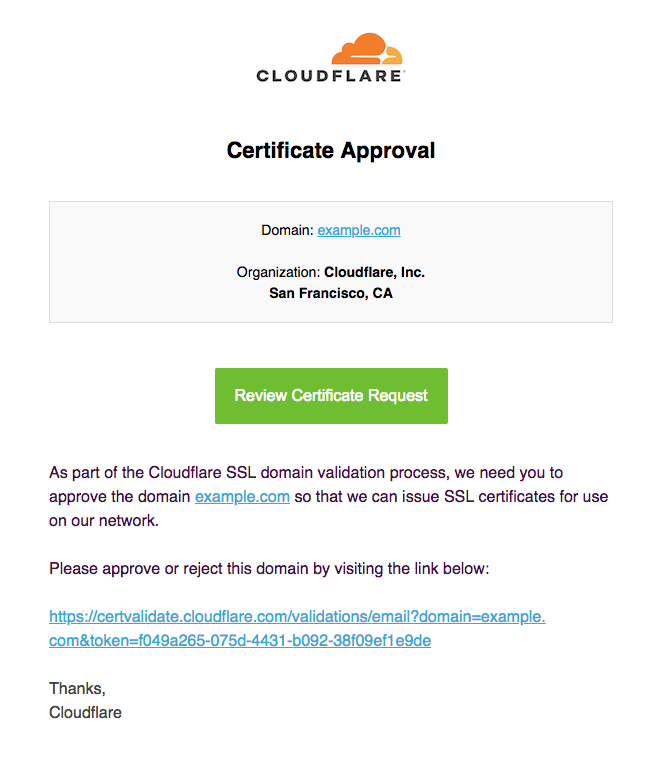 CLOUDFLARE
Certificate Approval
Domain: example.com
Organization: Cloudflare, Inc.
San Francisco, CA
Review Certificate Request
As part of the Cloudflare SSL domain validation process, we need you to
approve the domain example.com so that we can issue SSL certificates for use
on our network.
Please approve or reject this domain by visiting the link below:
https://certvalidate.cloudflare.com/validations/email?domain=example.
com&token=f049a265-075d-4431-b092-38f09ef1e9de
Thanks,
Cloudflare